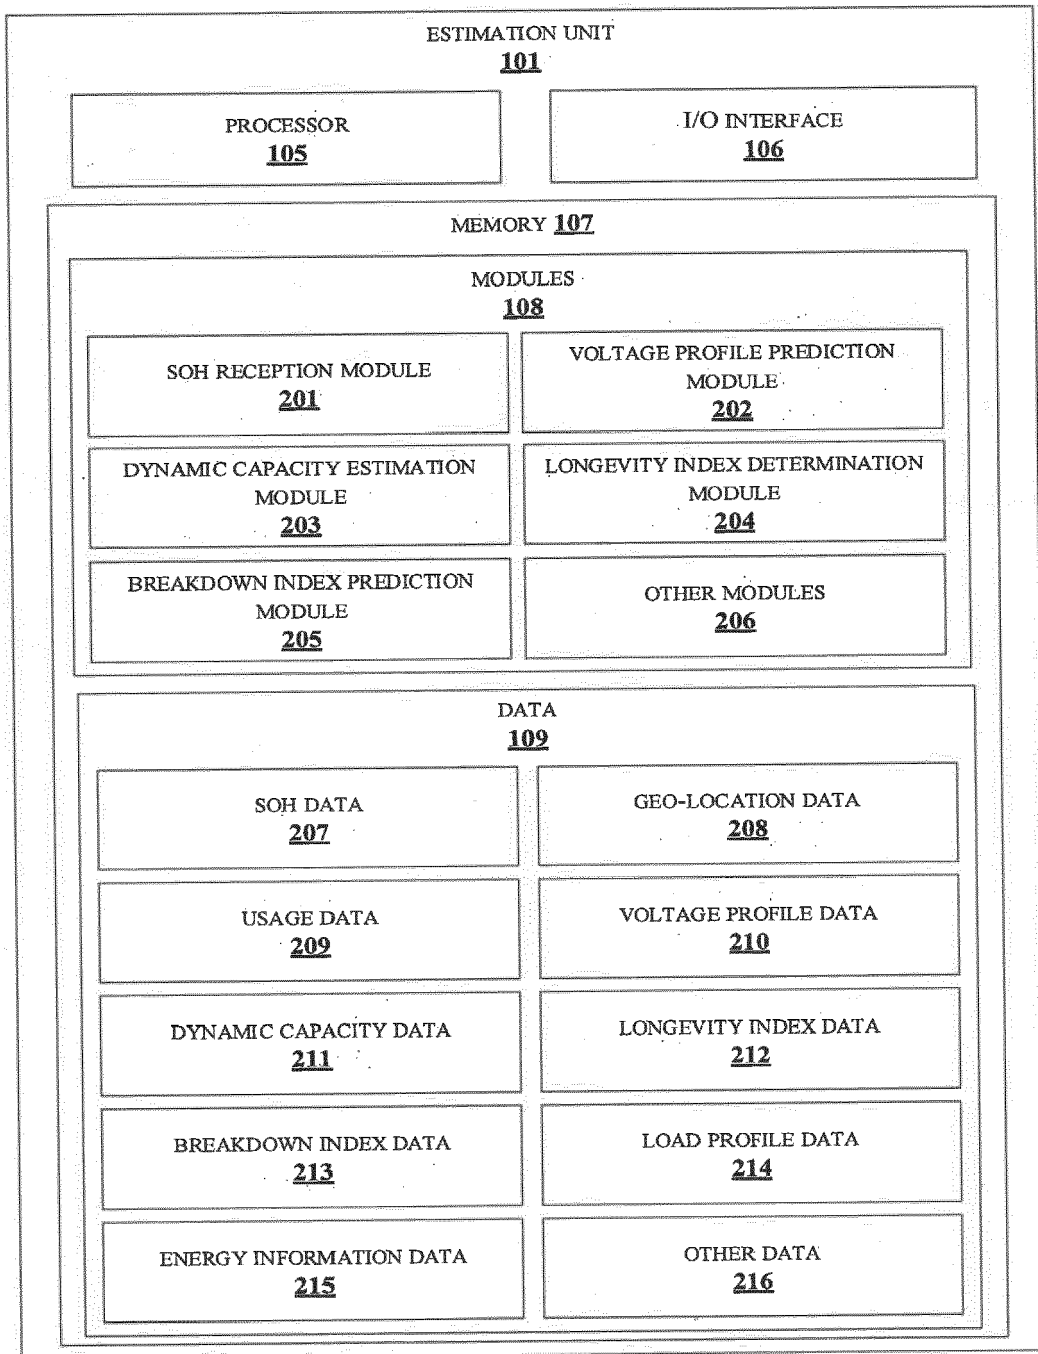 ESTIMATION UNIT
101
PROCESSOR
105
I/O INTERFACE
106
MEMORY 107
MODULES
108
SOH RECEPTION MODULE
201
VOLTAGE PROFILE PREDICTION
MODULE
202
DYNAMIC CAPACITY ESTIMATION
MODULE
203
LONGEVITY INDEX DETERMINATION
MODULE
204
BREAKDOWN INDEX PREDICTION
MODULE
205
OTHER MODULES
206
DATA
109
SOH DATA
207
GEO-LOCATION DATA
208
USAGE DATA
209
VOLTAGE PROFILE DATA
210
DYNAMIC CAPACITY DATA
211
LONGEVITY INDEX DATA
212
BREAKDOWN INDEX DATA
213
LOAD PROFILE DATA
214
ENERGY INFORMATION DATA
215
OTHER DATA
216